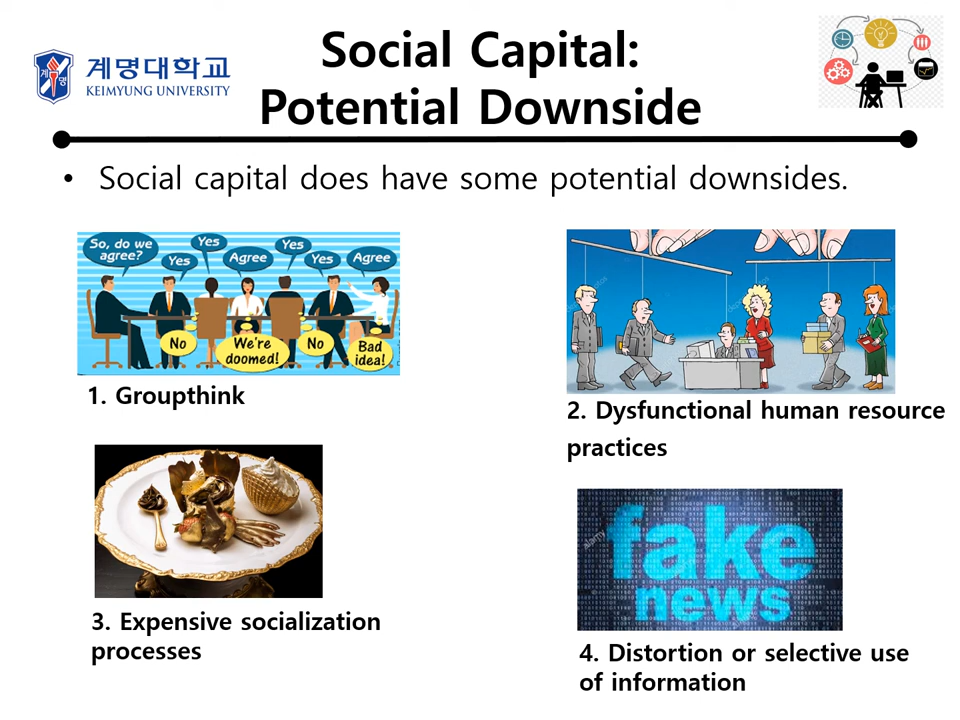 계명대학교
KEIMYUNG UNIVERSITY
Social Capital:
Potential Downside
• Social capital does have some potential downsides.
So, do we
agree?
Yes
Yes
Agree
Yes
Yes
Agree
No
We're
doomed!
No
Bad
idea!
1. Groupthink
2. Dysfunctional human resource
practices
3. Expensive socialization
processes
fake
news
4. Distortion or selective use
of information